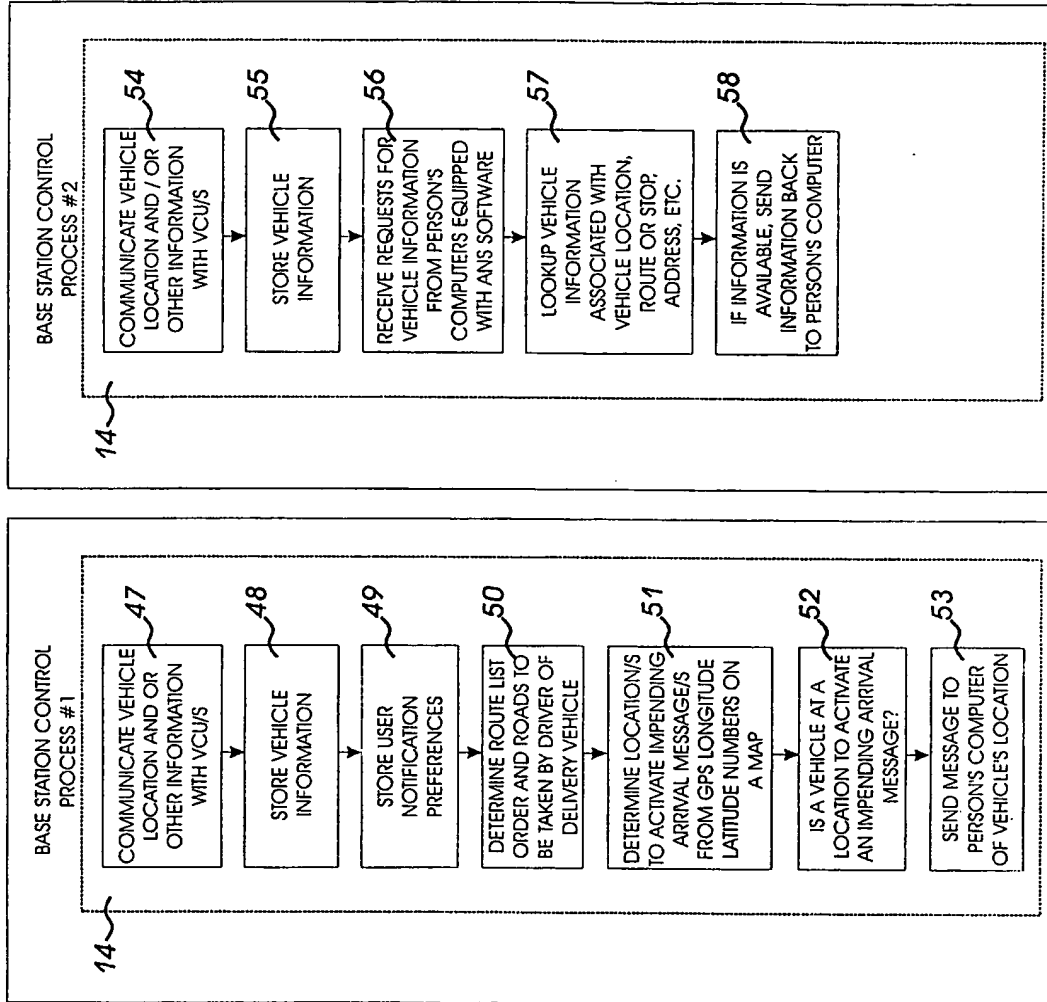 BASE STATION CONTROL
PROCESS #1
14
COMMUNICATE VEHICLE
LOCATION AND OR
OTHER INFORMATION
WITH VCU/S
47
STORE VEHICLE
INFORMATION
48
STORE USER
NOTIFICATION
PREFERENCES
49
DETERMINE ROUTE LIST
ORDER AND ROADS TO
BE TAKEN BY DRIVER OF
DELIVERY VEHICLE
50
DETERMINE LOCATION/S
TO ACTIVATE IMPENDING
ARRIVAL MESSAGE/S
FROM GPS LONGITUDE
LATITUDE NUMBERS ON
A MAP
51
IS A VEHICLE AT A
LOCATION TO ACTIVATE
AN IMPENDING ARRIVAL
MESSAGE?
52
SEND MESSAGE TO
PERSON'S COMPUTER
OF VEHICLE'S LOCATION
53
BASE STATION CONTROL
PROCESS #2
14
COMMUNICATE VEHICLE
LOCATION AND / OR
OTHER INFORMATION
WITH VCU/S
54
STORE VEHICLE
INFORMATION
55
RECEIVE REQUESTS FOR
VEHICLE INFORMATION
FROM PERSON'S
COMPUTERS EQUIPPED
WITH ANS SOFTWARE
56
LOOKUP VEHICLE
INFORMATION
ASSOCIATED WITH
VEHICLE LOCATION,
ROUTE OR STOP,
ADDRESS, ETC.
57
IF INFORMATION IS
AVAILABLE, SEND
INFORMATION BACK
TO PERSON'S COMPUTER
58